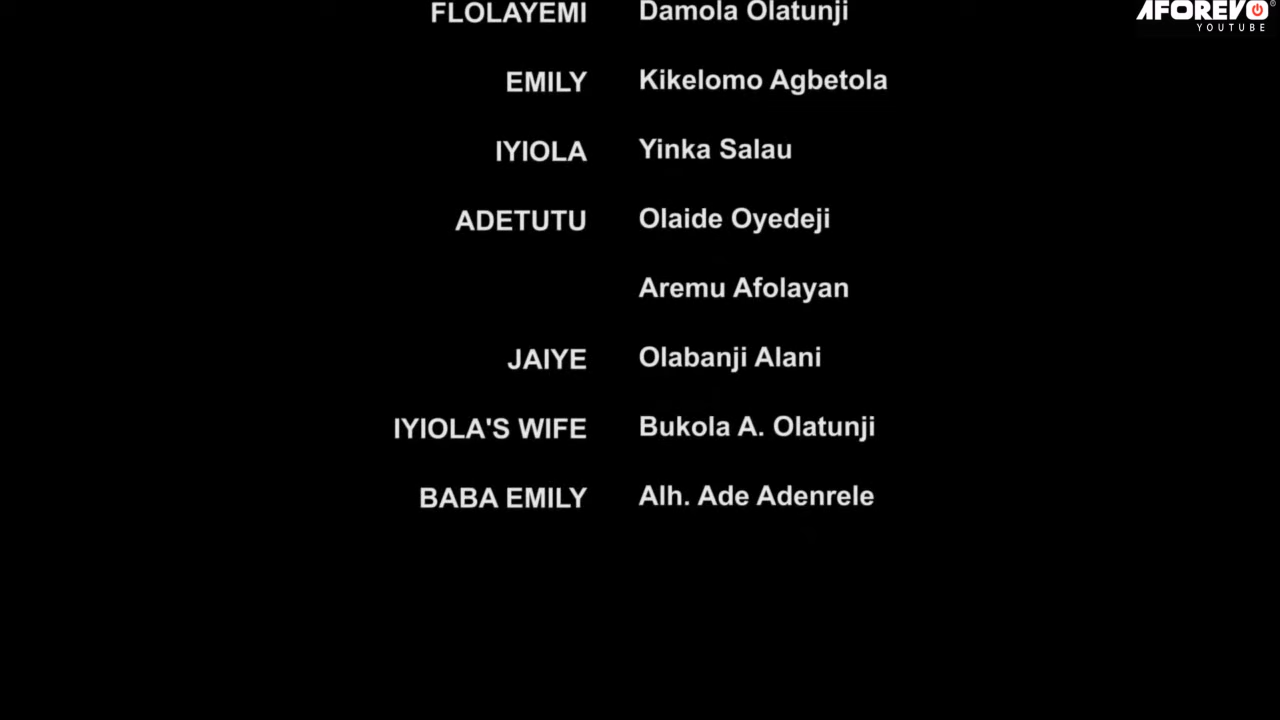 AFOREVO
YOUTUBE
FLOLAYEMI Damola Olatunji
EMILY Kikelomo Agbetola
IYIOLA Yinka Salau
ADETUTU Olaide Oyedeji
Aremu Afolayan
JAIYE Olabanji Alani
IYIOLA'S WIFE Bukola A. Olatunji
BABA EMILY Alh. Ade Adenrele